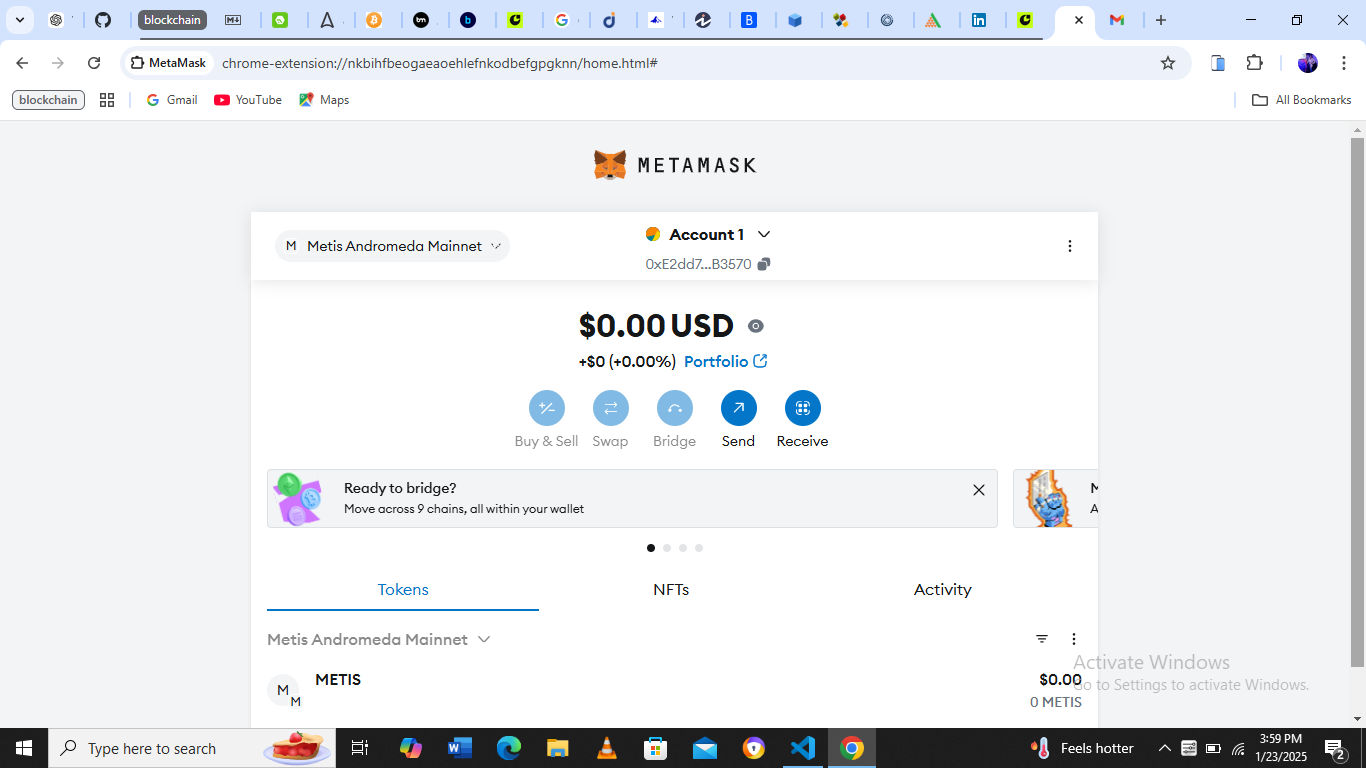 blockchain
MetaMask
chrome-extension://nkbihfbeogaeaoehlefnkodbefgpgknn/home.html#
blockchain
Gmail
YouTube
Maps
All Bookmarks
METAMASK
M Metis Andromeda Mainnet
Account 1
0xE2dd7...B3570
$0.00 USD
+$0 (+0.00%) Portfolio
Buy & Sell
Swap
Bridge
Send
Receive
Ready to bridge?
Move across 9 chains, all within your wallet
M
A
Tokens
NFTs
Activity
Metis Andromeda Mainnet
M
M
METIS
$0.00
0 METIS
Activate Windows
Go to Settings to activate Windows.
Type here to search
Feels hotter
3:59 PM
1/23/2025
2